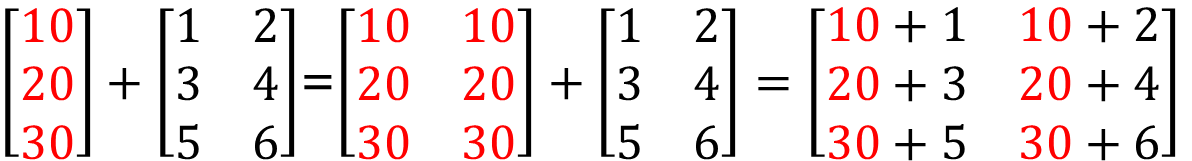 [10] + [1 2] = [10 10] + [1 2] = [10 + 1 10 + 2]
[20] + [3 4] = [20 20] + [3 4] = [20 + 3 20 + 4]
[30] + [5 6] = [30 30] + [5 6] = [30 + 5 30 + 6]